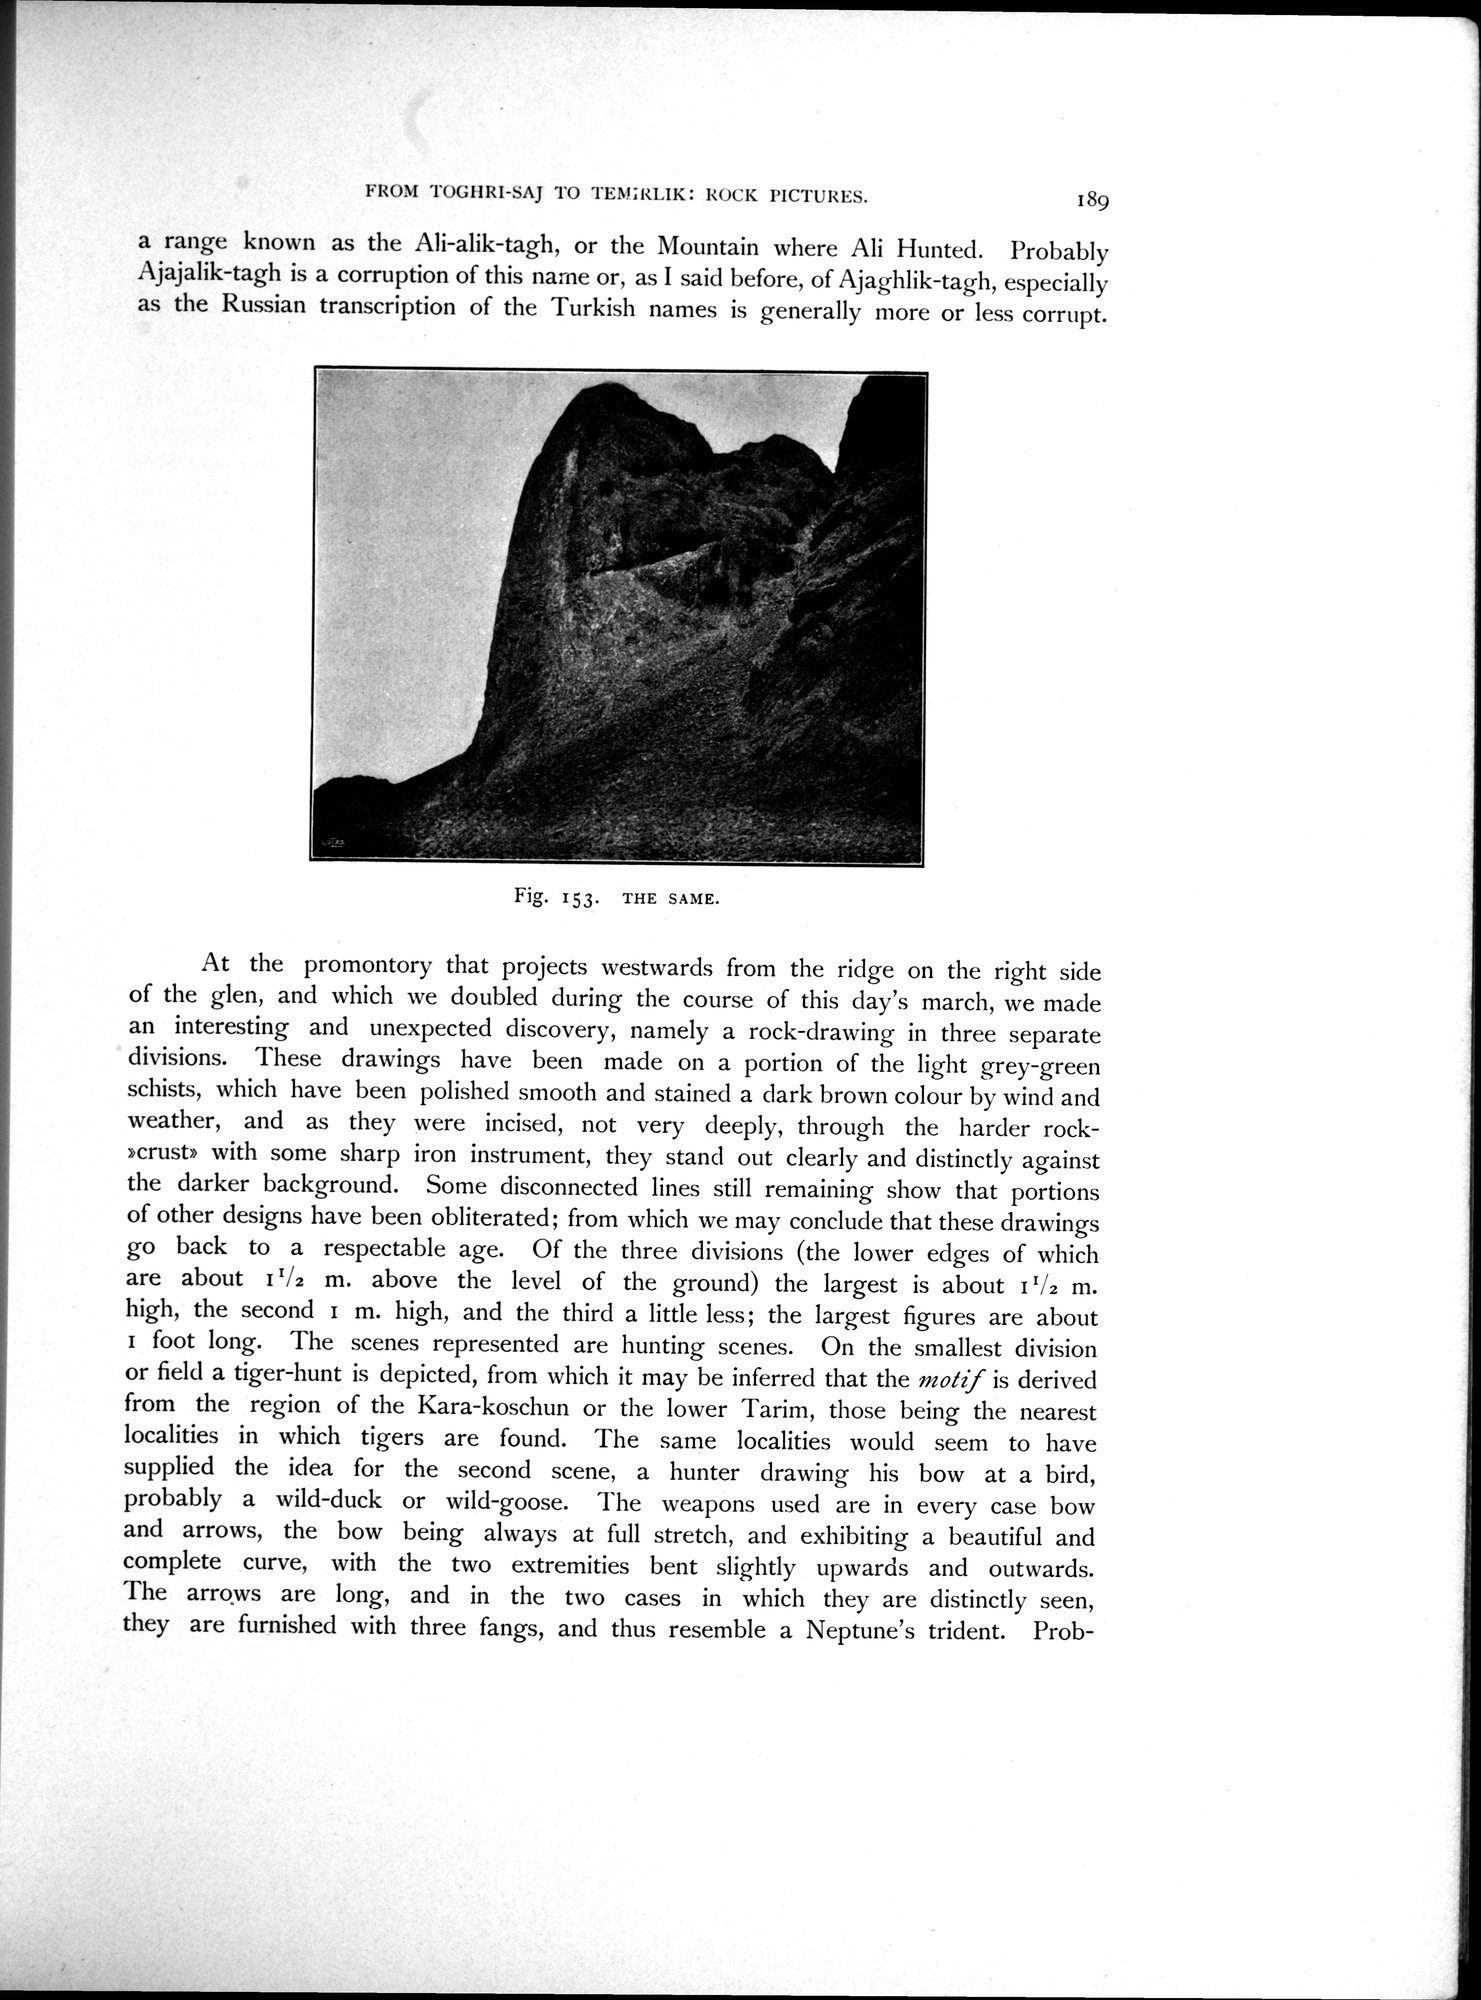 FROM TOGHRI-SAJ TO TEMIRLIK: ROCK PICTURES. 189
a range known as the Ali-alik-tagh, or the Mountain where Ali Hunted. Probably
Ajajalik-tagh is a corruption of this name or, as I said before, of Ajaghlik-tagh, especially
as the Russian transcription of the Turkish names is generally more or less corrupt.
Fig. 153. THE SAME.
At the promontory that projects westwards from the ridge on the right side
of the glen, and which we doubled during the course of this day's march, we made
an interesting and unexpected discovery, namely a rock-drawing in three separate
divisions. These drawings have been made on a portion of the light grey-green
schists, which have been polished smooth and stained a dark brown colour by wind and
weather, and as they were incised, not very deeply, through the harder rock-
»crust» with some sharp iron instrument, they stand out clearly and distinctly against
the darker background. Some disconnected lines still remaining show that portions
of other designs have been obliterated; from which we may conclude that these drawings
go back to a respectable age. Of the three divisions (the lower edges of which
are about 1 1/2 m. above the level of the ground) the largest is about 1 1/2 m.
high, the second 1 m. high, and the third a little less; the largest figures are about
1 foot long. The scenes represented are hunting scenes. On the smallest division
or field a tiger-hunt is depicted, from which it may be inferred that the motif is derived
from the region of the Kara-koschun or the lower Tarim, those being the nearest
localities in which tigers are found. The same localities would seem to have
supplied the idea for the second scene, a hunter drawing his bow at a bird,
probably a wild-duck or wild-goose. The weapons used are in every case bow
and arrows, the bow being always at full stretch, and exhibiting a beautiful and
complete curve, with the two extremities bent slightly upwards and outwards.
The arrows are long, and in the two cases in which they are distinctly seen,
they are furnished with three fangs, and thus resemble a Neptune's trident. Prob-